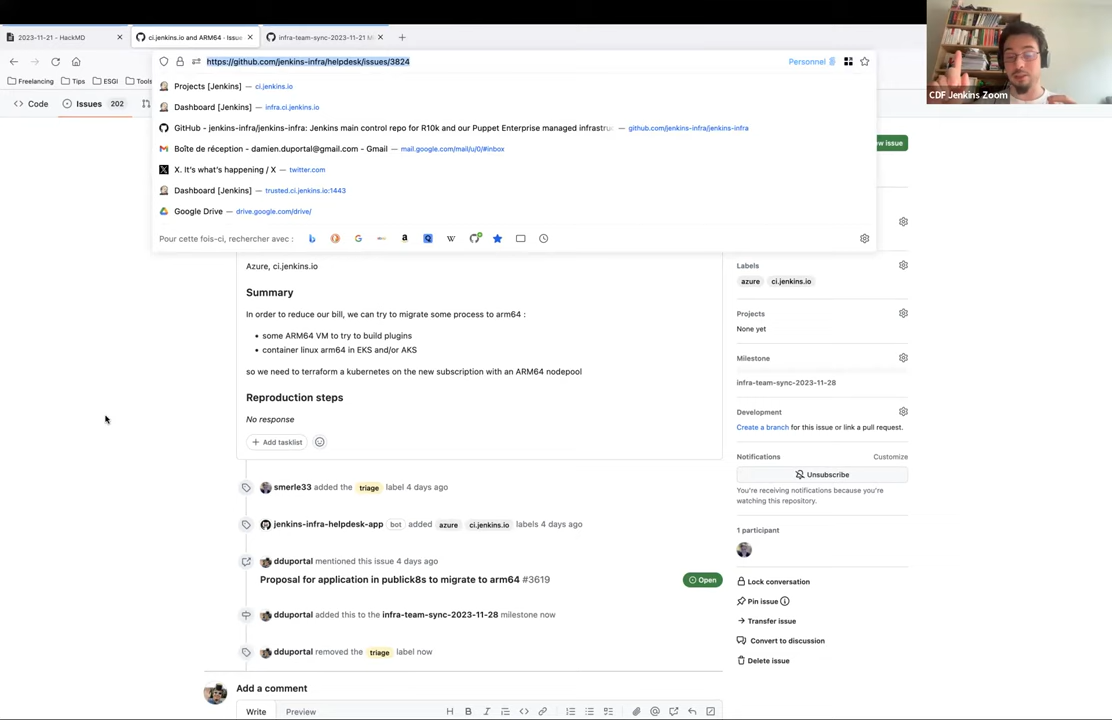 2023-11-21 - HackMD
ci.jenkins.io and ARM64 · Issu
infra-team-sync-2023-11-21 M
https://github.com/jenkins-infra/helpdesk/issues/3824
Personnel
Freelancing
Tips
ESGI
Tools
Projects [Jenkins] — ci.jenkins.io
Dashboard [Jenkins] — infra.ci.jenkins.io
GitHub - jenkins-infra/jenkins-infra: Jenkins main control repo for R10k and our Puppet Enterprise managed infrastruc — github.com/jenkins-infra/jenkins-infra
Boîte de réception - damien.duportal@gmail.com - Gmail — mail.google.com/mail/u/0/#inbox
X. It's what's happening / X — twitter.com
Dashboard [Jenkins] — trusted.ci.jenkins.io:1443
Google Drive — drive.google.com/drive/
Pour cette fois-ci, rechercher avec :
CDF Jenkins Zoom
Code
Issues 202
w issue
Azure, ci.jenkins.io
Summary
In order to reduce our bill, we can try to migrate some process to arm64 :
• some ARM64 VM to try to build plugins
• container linux arm64 in EKS and/or AKS
so we need to terraform a kubernetes on the new subscription with an ARM64 nodepool
Reproduction steps
No response
Add tasklist
smerle33 added the triage label 4 days ago
jenkins-infra-helpdesk-app bot added azure ci.jenkins.io labels 4 days ago
dduportal mentioned this issue 4 days ago
Proposal for application in publick8s to migrate to arm64 #3619
Open
dduportal added this to the infra-team-sync-2023-11-28 milestone now
dduportal removed the triage label now
Add a comment
Write
Preview
Labels
azure ci.jenkins.io
Projects
None yet
Milestone
infra-team-sync-2023-11-28
Development
Create a branch for this issue or link a pull request.
Notifications
Customize
Unsubscribe
You're receiving notifications because you're
watching this repository.
1 participant
Lock conversation
Pin issue
Transfer issue
Convert to discussion
Delete issue